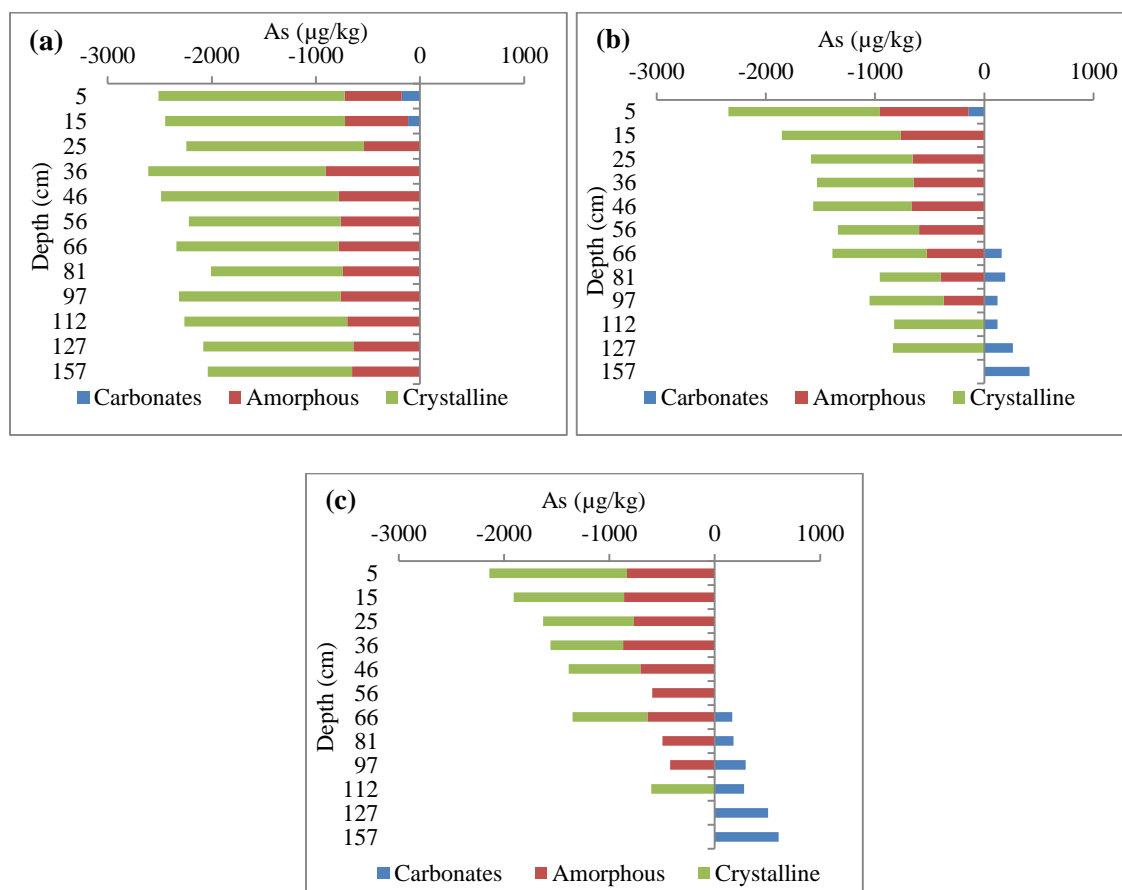 (a)
As (µg/kg)
-3000 -2000 -1000 0 1000
Depth (cm)
5
15
25
36
46
56
66
81
97
112
127
157
Carbonates Amorphous Crystalline
(b)
As (µg/kg)
-3000 -2000 -1000 0 1000
Depth (cm)
5
15
25
36
46
56
66
81
97
112
127
157
Carbonates Amorphous Crystalline
(c)
As (µg/kg)
-3000 -2000 -1000 0 1000
Depth (cm)
5
15
25
36
46
56
66
81
97
112
127
157
Carbonates Amorphous Crystalline